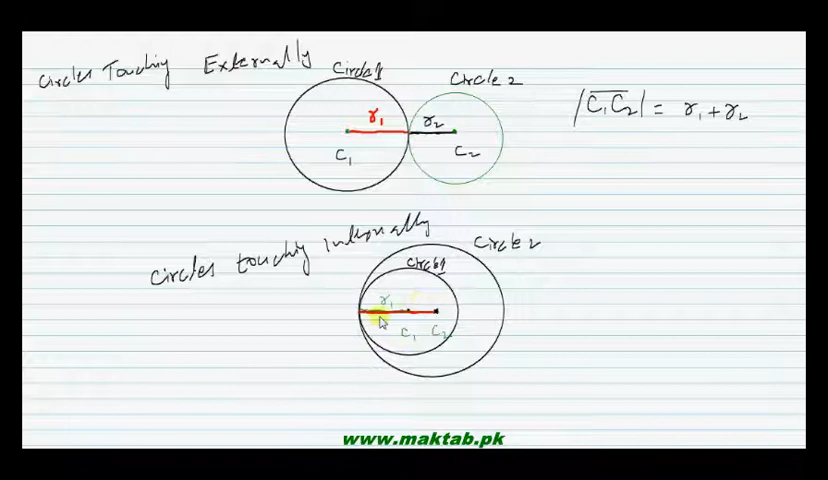 Circles Touching Externally
Circle 1
Circle 2
r₁
r₂
C₁
C₂
|C₁C₂| = r₁ + r₂
Circles touching Internally
Circle 2
Circle 1
r₁
C₁
C₂
www.maktab.pk